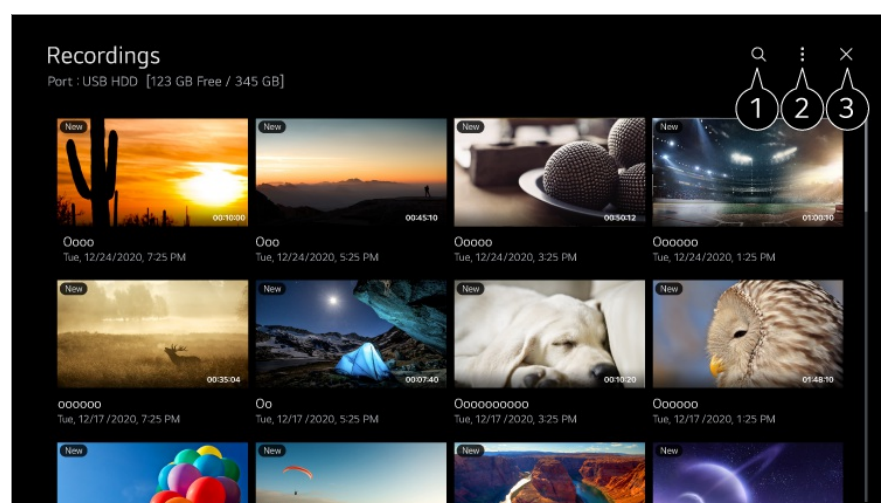 Recordings
Port : USB HDD [123 GB Free / 345 GB]
1 2 3
New New New New
00:10:00 00:45:10 00:50:12 01:00:10
Oooo Ooo Ooooo Oooooo
Tue, 12/24/2020, 7:25 PM Tue, 12/24/2020, 5:25 PM Tue, 12/24/2020, 3:25 PM Tue, 12/24/2020, 1:25 PM
New New New New
00:35:04 00:07:40 00:10:20 01:48:10
oooooo Oo Oooooooooo Oooooo
Tue, 12/17 /2020, 7:25 PM Tue, 12/17 /2020, 5:25 PM Tue, 12/17 /2020, 3:25 PM Tue, 12/17 /2020, 1:25 PM
New New New New